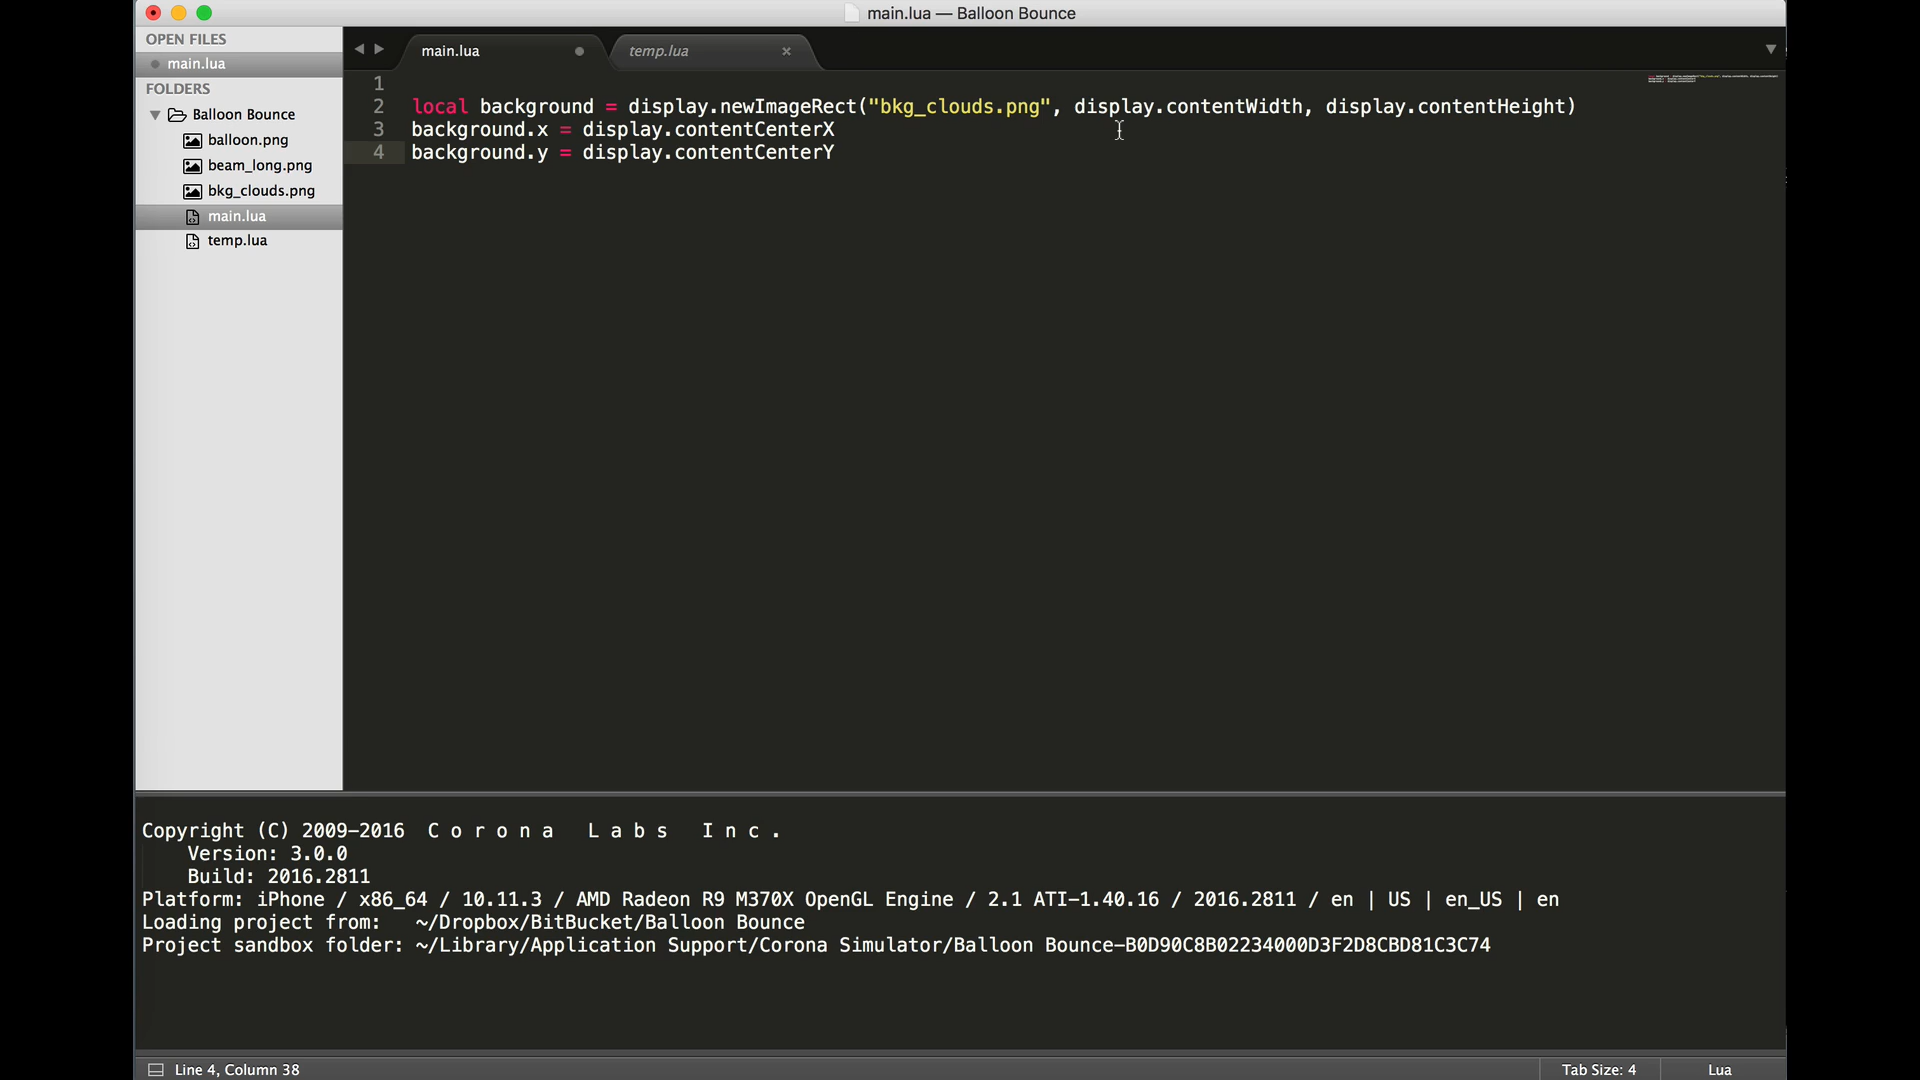 main.lua — Balloon Bounce
OPEN FILES
main.lua
FOLDERS
Balloon Bounce
balloon.png
beam_long.png
bkg_clouds.png
main.lua
temp.lua
main.lua
temp.lua
1
2 local background = display.newImageRect("bkg_clouds.png", display.contentWidth, display.contentHeight)
3 background.x = display.contentCenterX
4 background.y = display.contentCenterY
Copyright (C) 2009-2016 C o r o n a L a b s I n c .
Version: 3.0.0
Build: 2016.2811
Platform: iPhone / x86_64 / 10.11.3 / AMD Radeon R9 M370X OpenGL Engine / 2.1 ATI-1.40.16 / 2016.2811 / en | US | en_US | en
Loading project from: ~/Dropbox/BitBucket/Balloon Bounce
Project sandbox folder: ~/Library/Application Support/Corona Simulator/Balloon Bounce-B0D90C8B02234000D3F2D8CBD81C3C74
Line 4, Column 38
Tab Size: 4
Lua